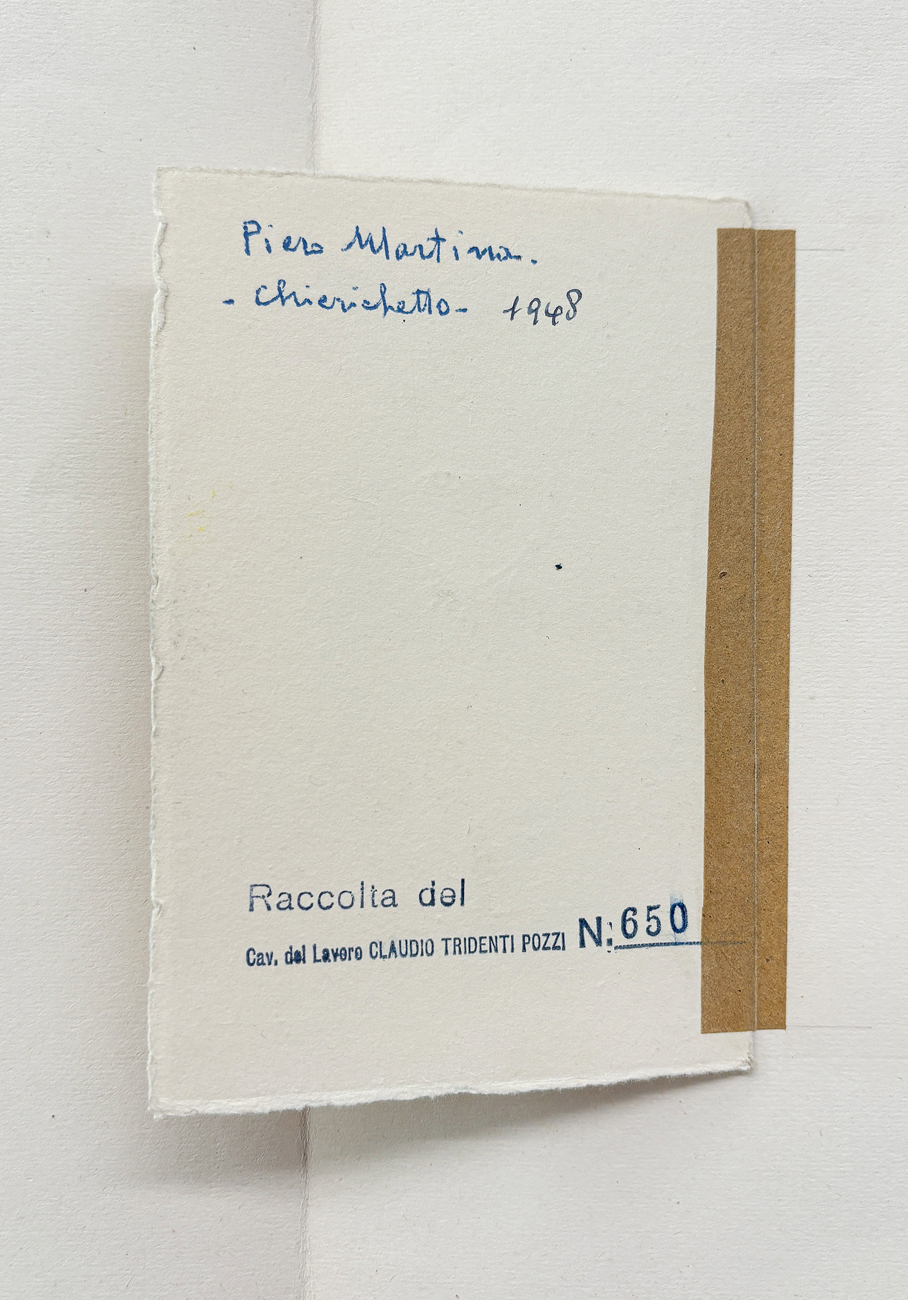 Piero Martina.
- Chierichetto - 1948
Raccolta del
Cav. del Lavoro CLAUDIO TRIDENTI POZZI N: 650